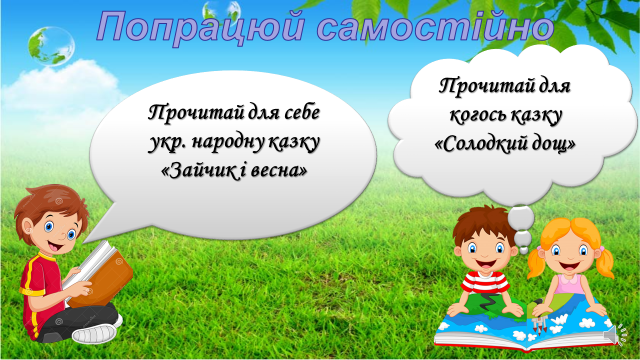 Попрацюй самостійно
Прочитай для себе
укр. народну казку
«Зайчик і весна»
Прочитай для
когось казку
«Солодкий дощ»